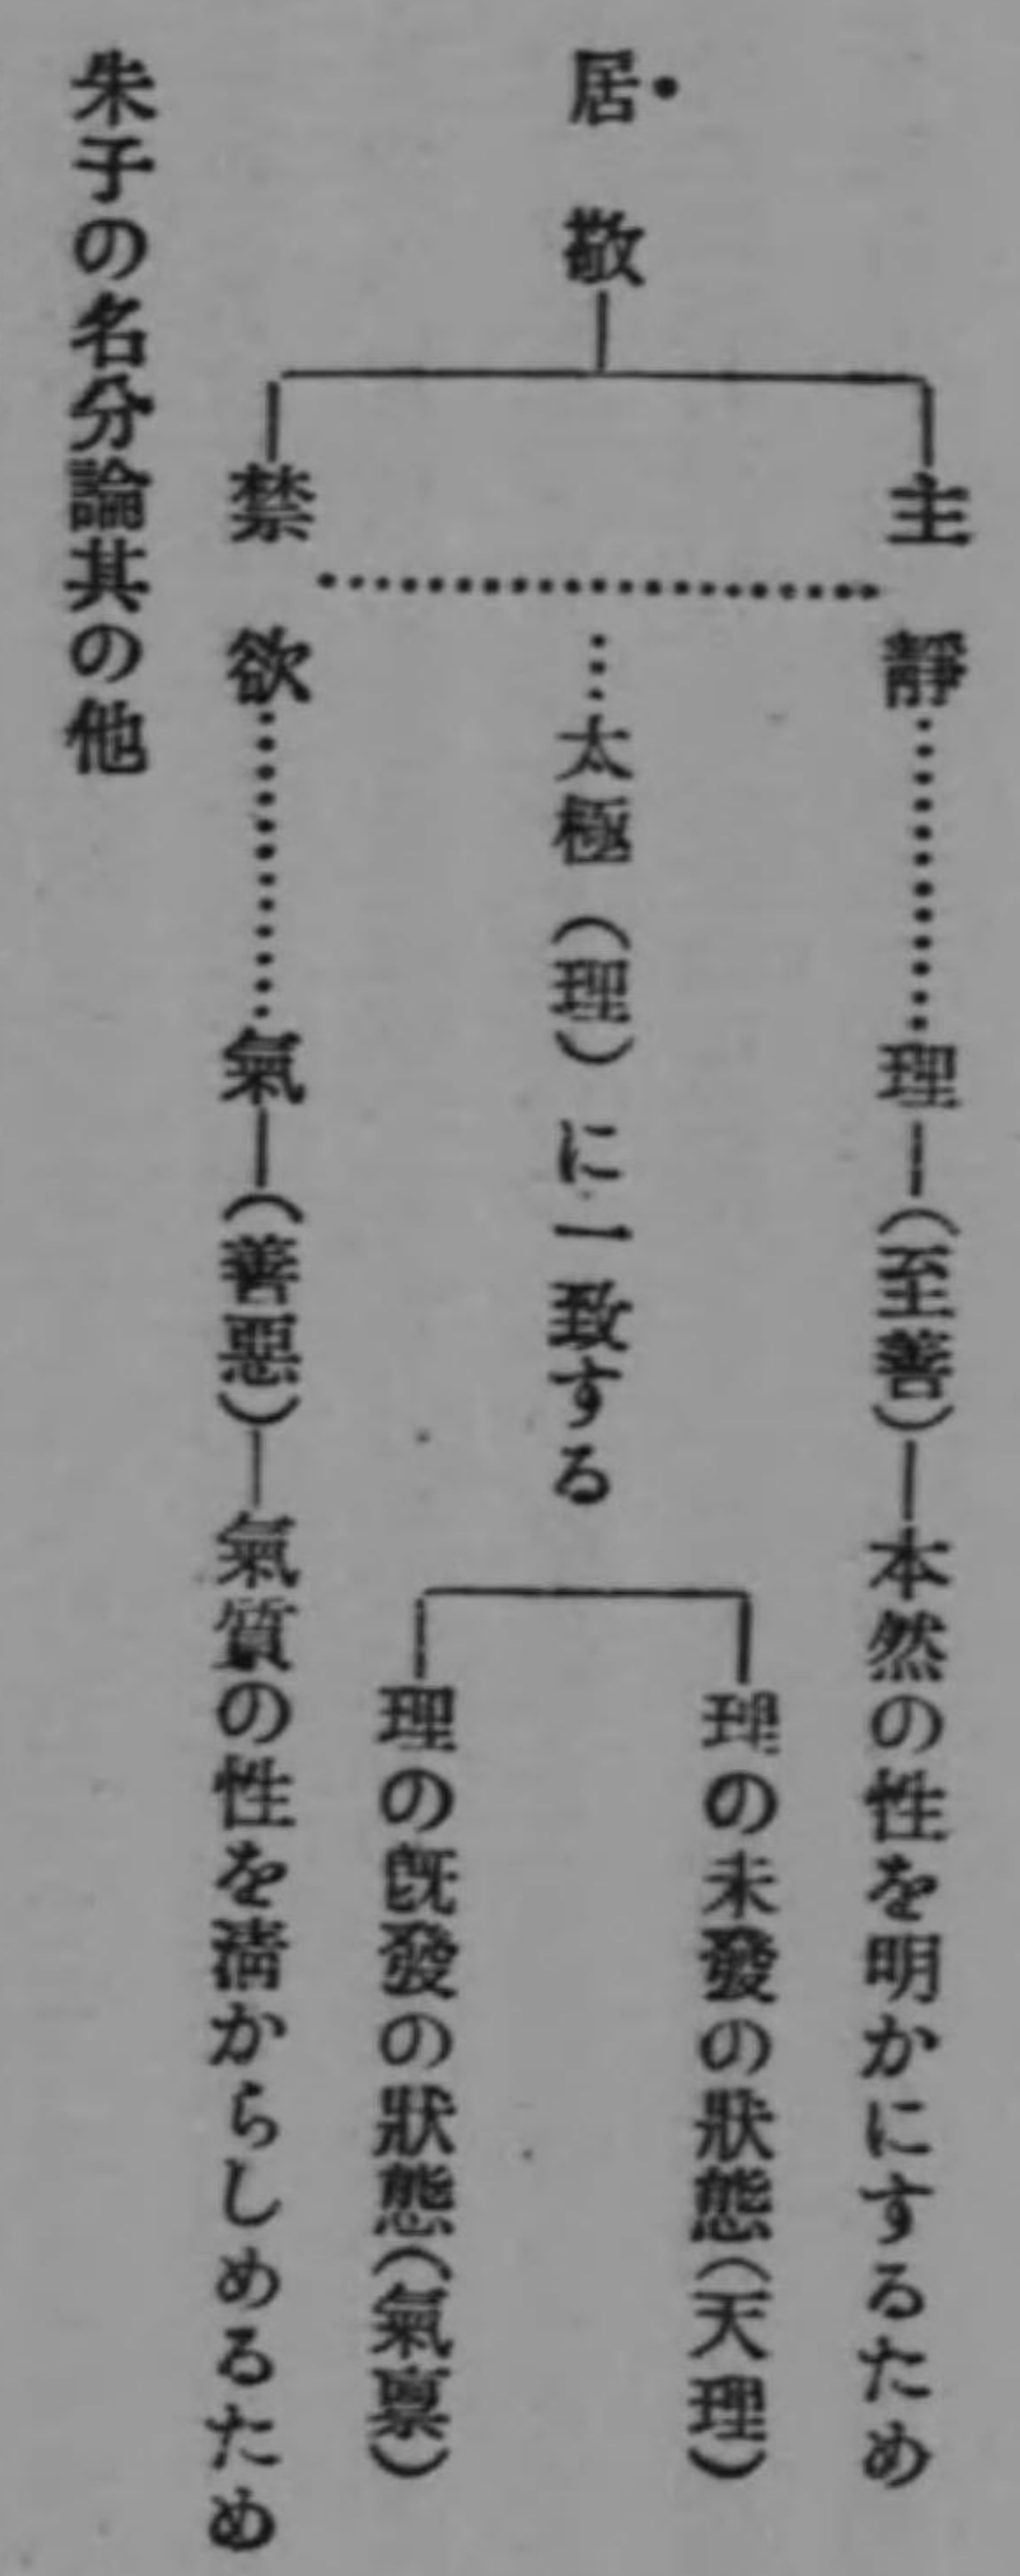 居敬
主靜……理―(至善)―本然の性を明かにするため
…太極(理)に一致する
理の未發の狀態(天理)
理の旣發の狀態(氣禀)
禁欲……氣―(善惡)―氣質の性を淸からしめるため
朱子の名分論其の他